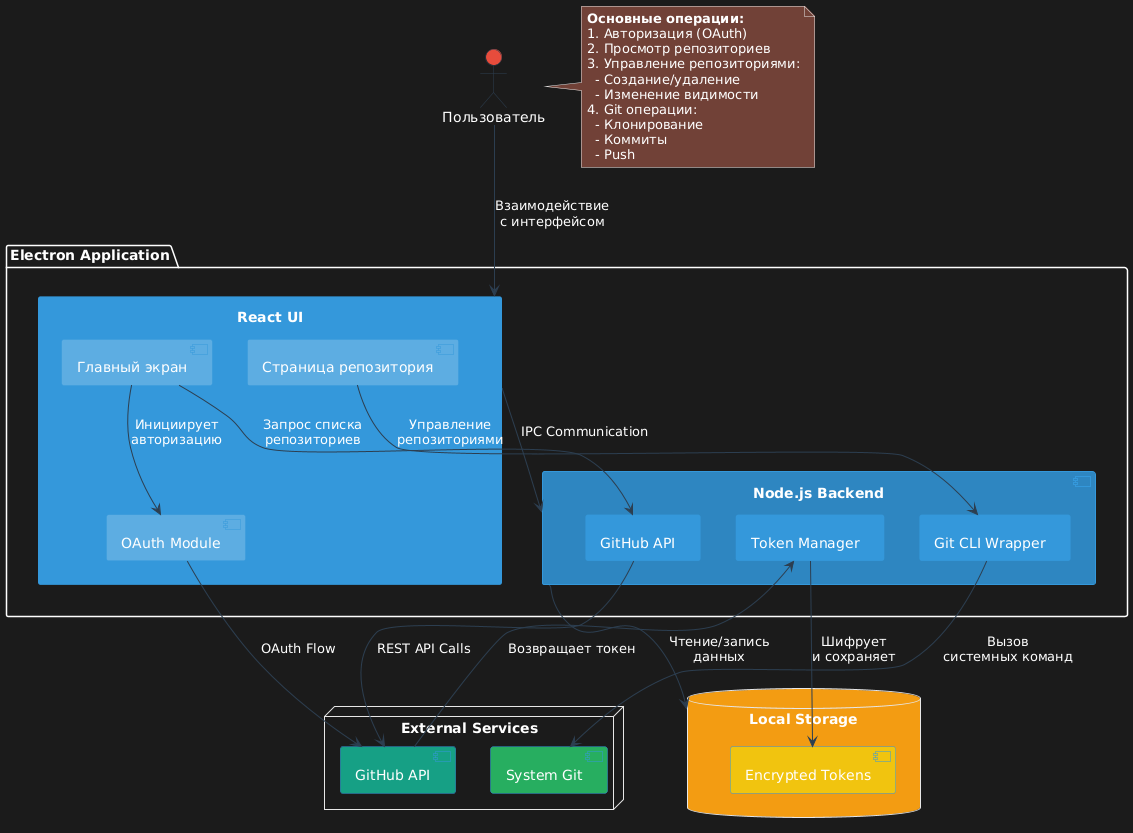 Основные операции:
1. Авторизация (OAuth)
2. Просмотр репозиториев
3. Управление репозиториями:
- Создание/удаление
- Изменение видимости
4. Git операции:
- Клонирование
- Коммиты
- Push
Пользователь
Взаимодействие
с интерфейсом
Electron Application
React UI
Главный экран
Страница репозитория
Инициирует
авторизацию
Запрос списка
репозиториев
Управление
репозиториями
IPC Communication
Node.js Backend
OAuth Module
GitHub API
Token Manager
Git CLI Wrapper
OAuth Flow
REST API Calls
Возвращает токен
Чтение/запись
данных
Шифрует
и сохраняет
Вызов
системных команд
External Services
GitHub API
System Git
Local Storage
Encrypted Tokens